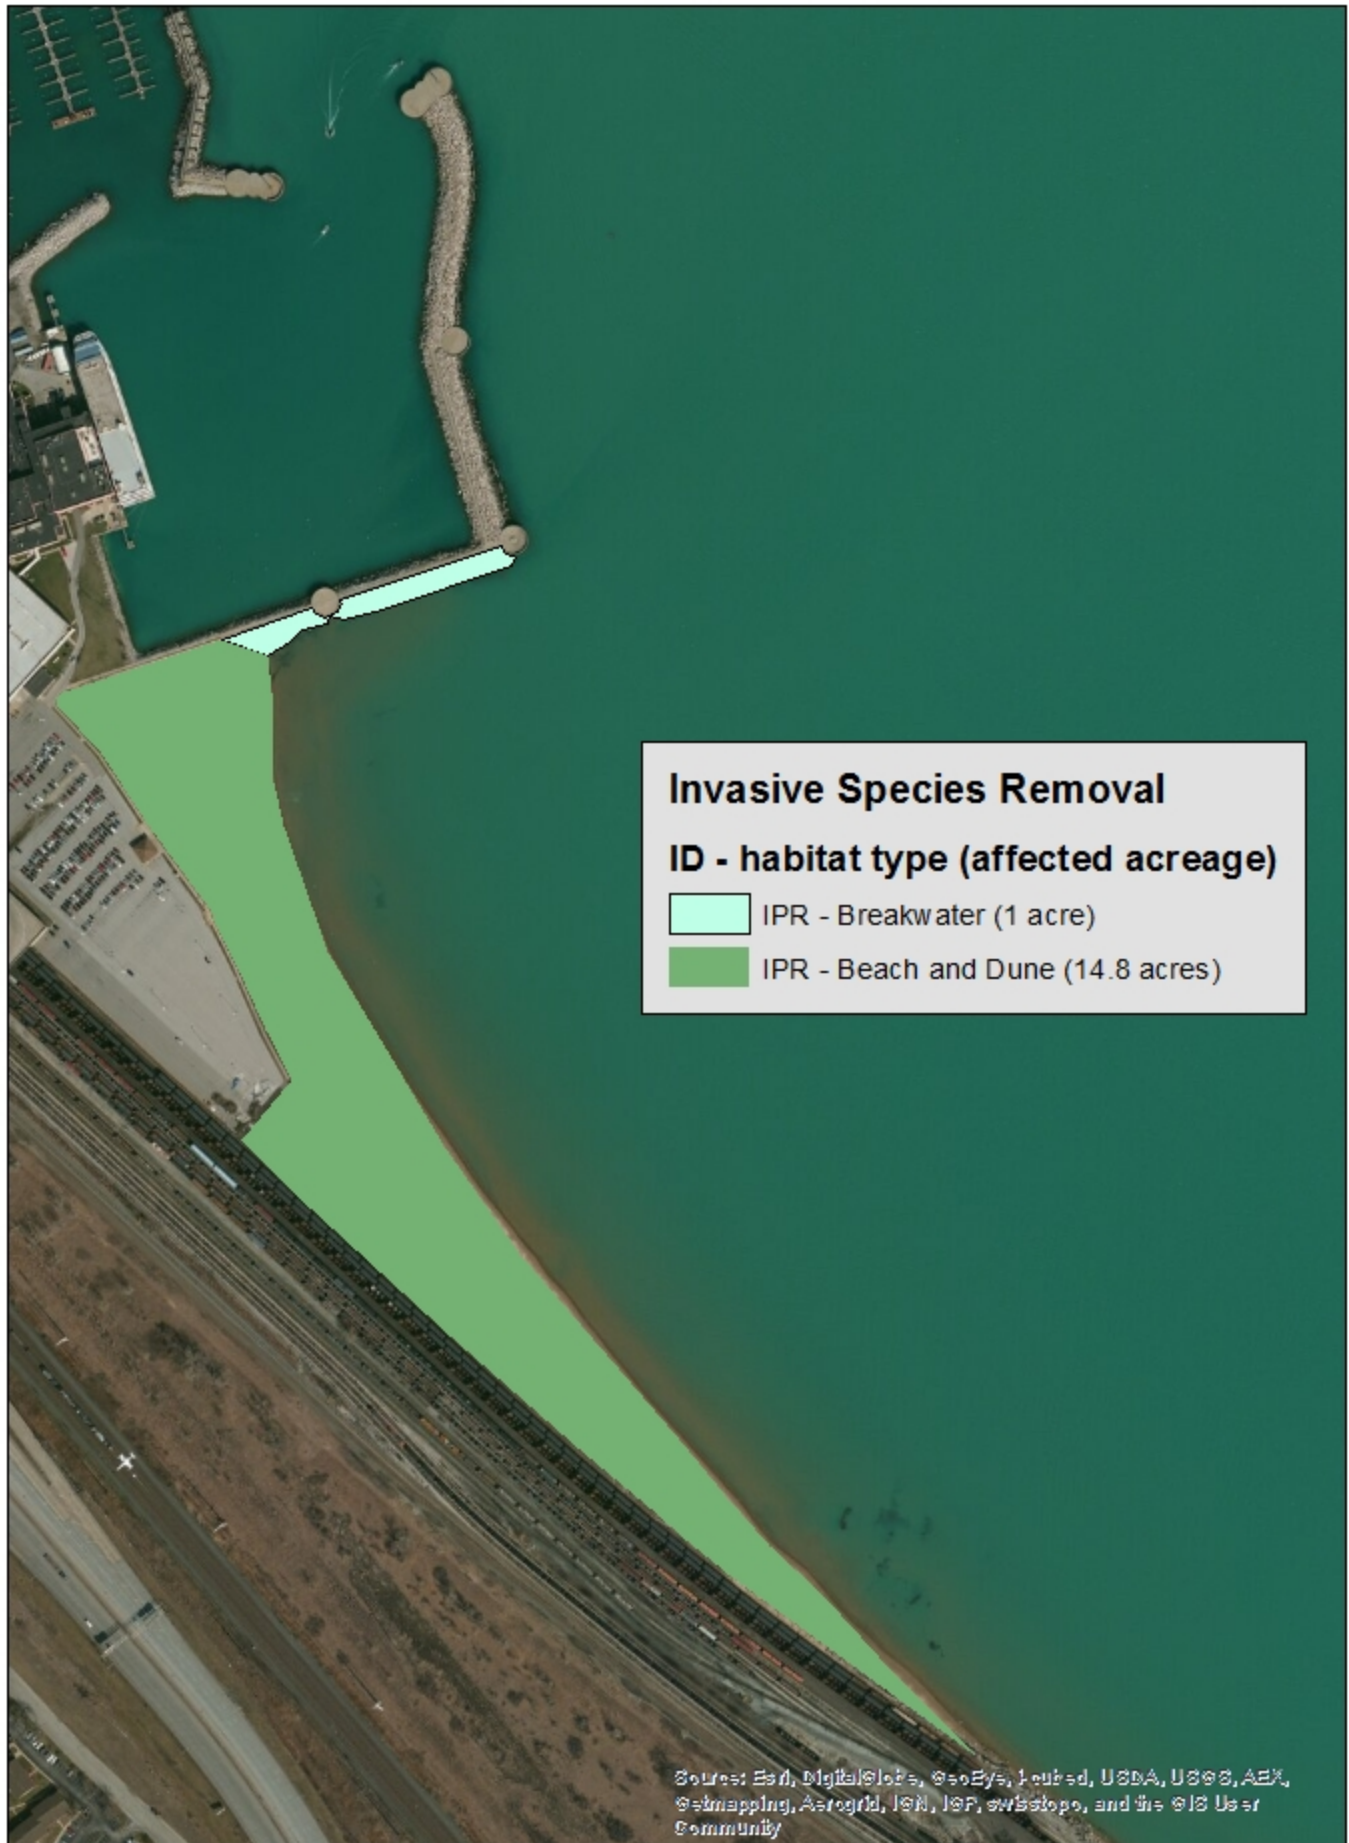 Invasive Species Removal
ID - habitat type (affected acreage)
IPR - Breakwater (1 acre)
IPR - Beach and Dune (14.8 acres)
Source: Esri, DigitalGlobe, GeoEye, i-cubed, USDA, USGS, AEX,
Getmapping, Aerogrid, IGN, IGP, swisstopo, and the GIS User
Community